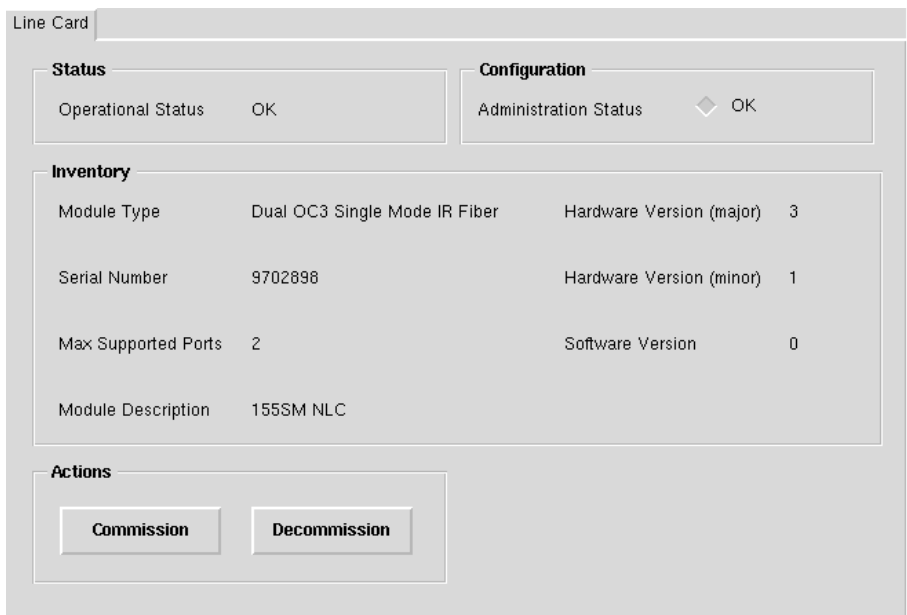 Line Card
Status
Operational Status OK
Configuration
Administration Status OK
Inventory
Module Type Dual OC3 Single Mode IR Fiber Hardware Version (major) 3
Serial Number 9702898 Hardware Version (minor) 1
Max Supported Ports 2 Software Version 0
Module Description 155SM NLC
Actions
Commission Decommission